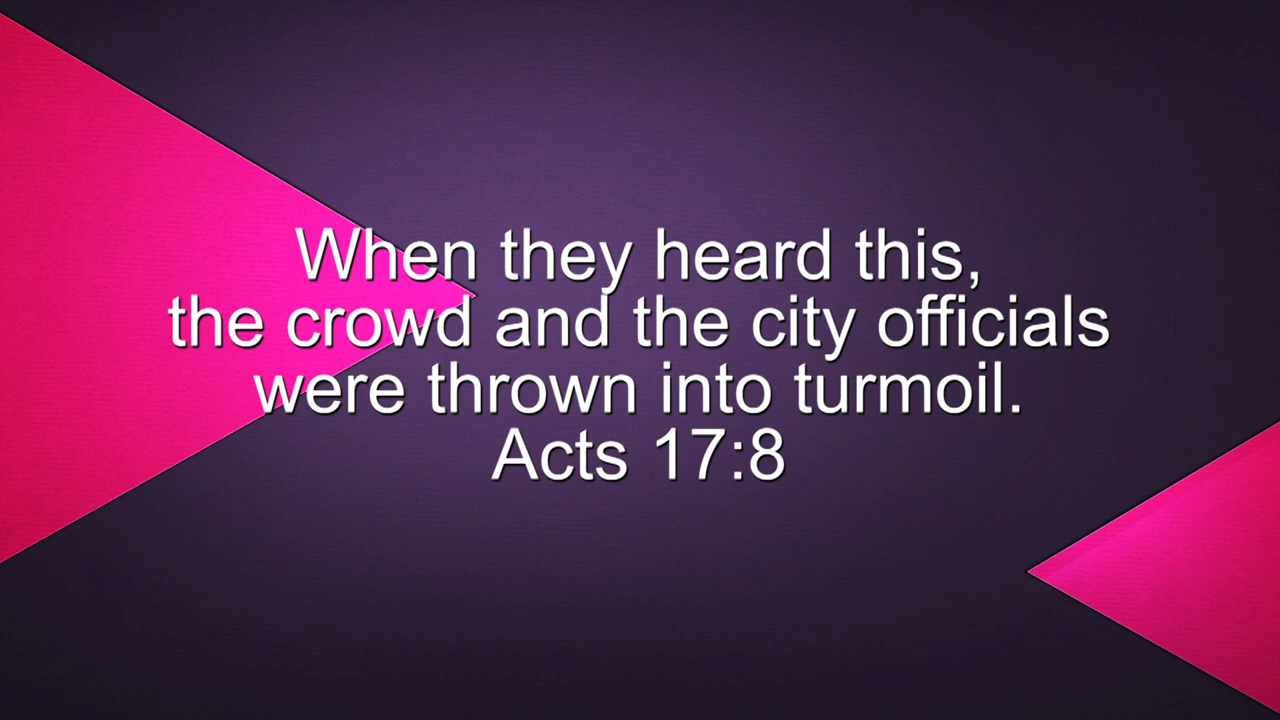 When they heard this,
the crowd and the city officials
were thrown into turmoil.
Acts 17:8